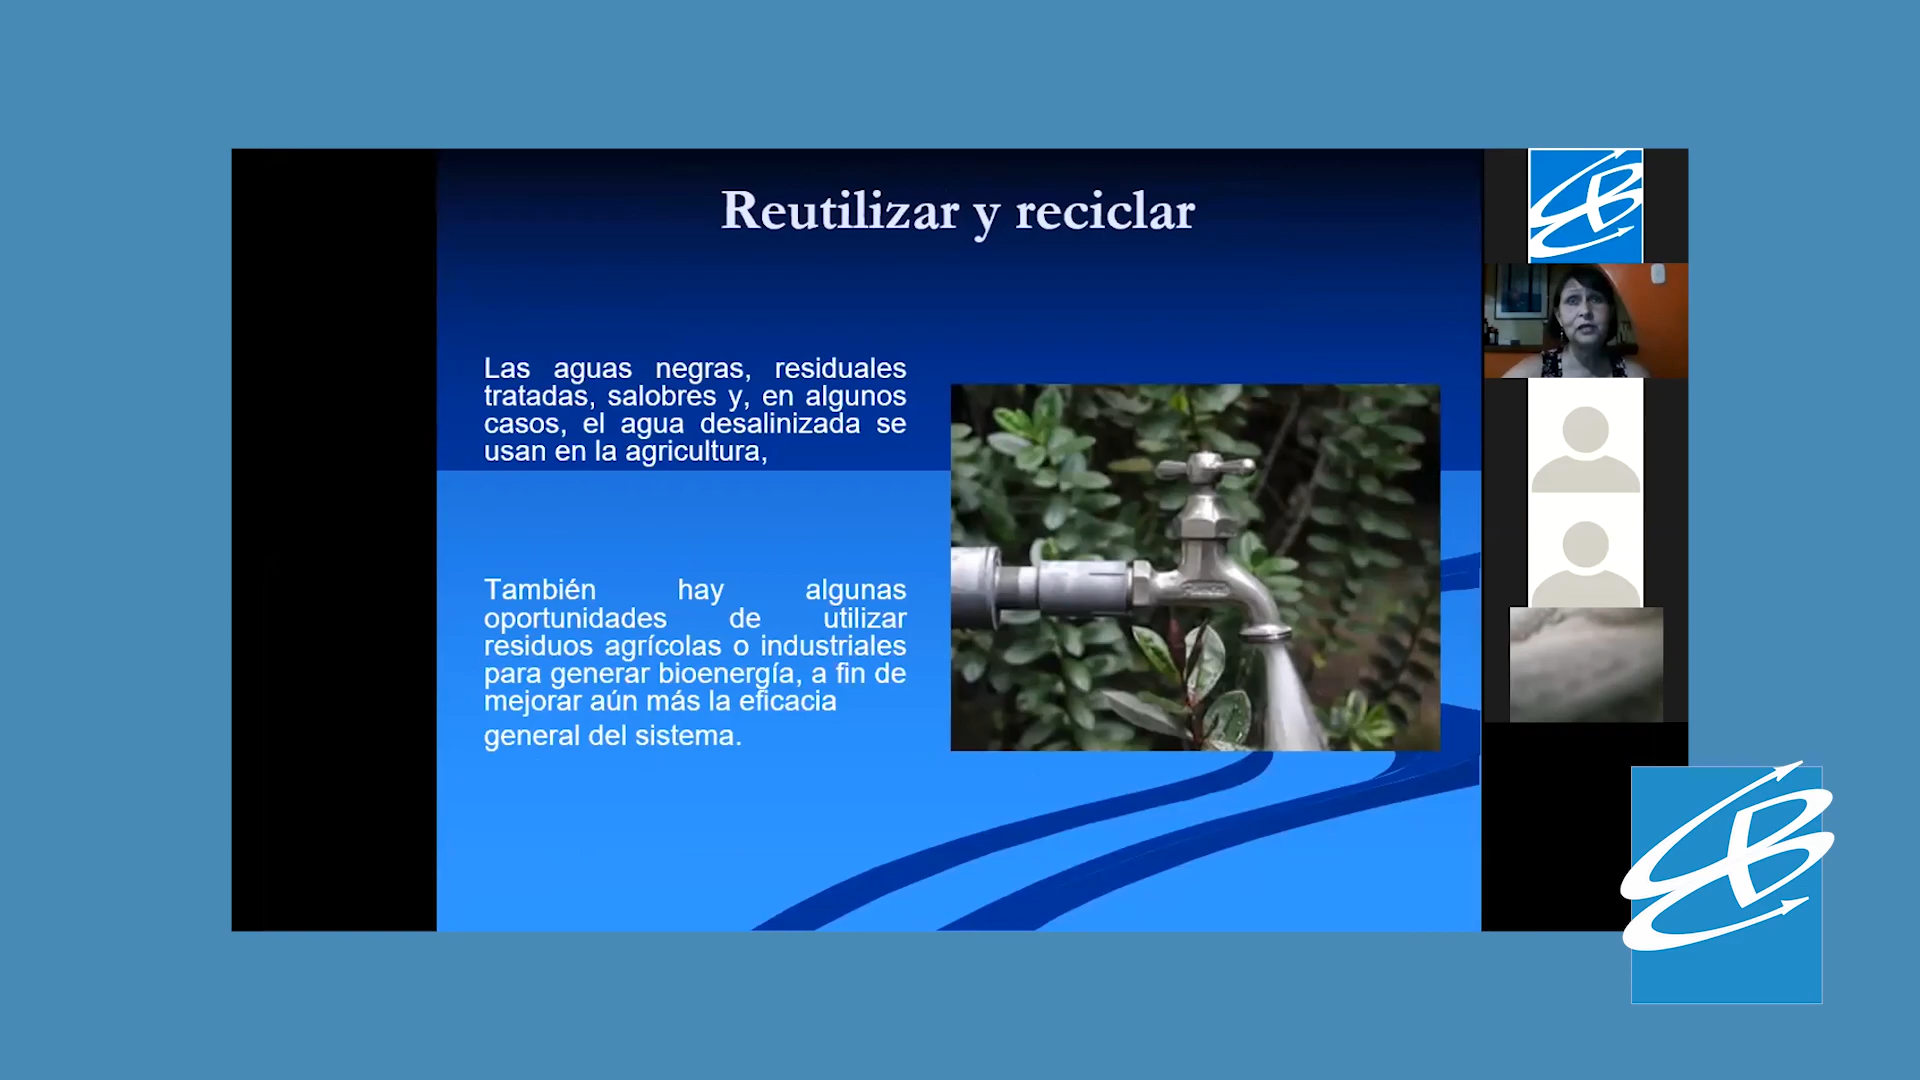 Reutilizar y reciclar
Las aguas negras, residuales
tratadas, salobres y, en algunos
casos, el agua desalinizada se
usan en la agricultura,
También hay algunas
oportunidades de utilizar
residuos agrícolas o industriales
para generar bioenergía, a fin de
mejorar aún más la eficacia
general del sistema.